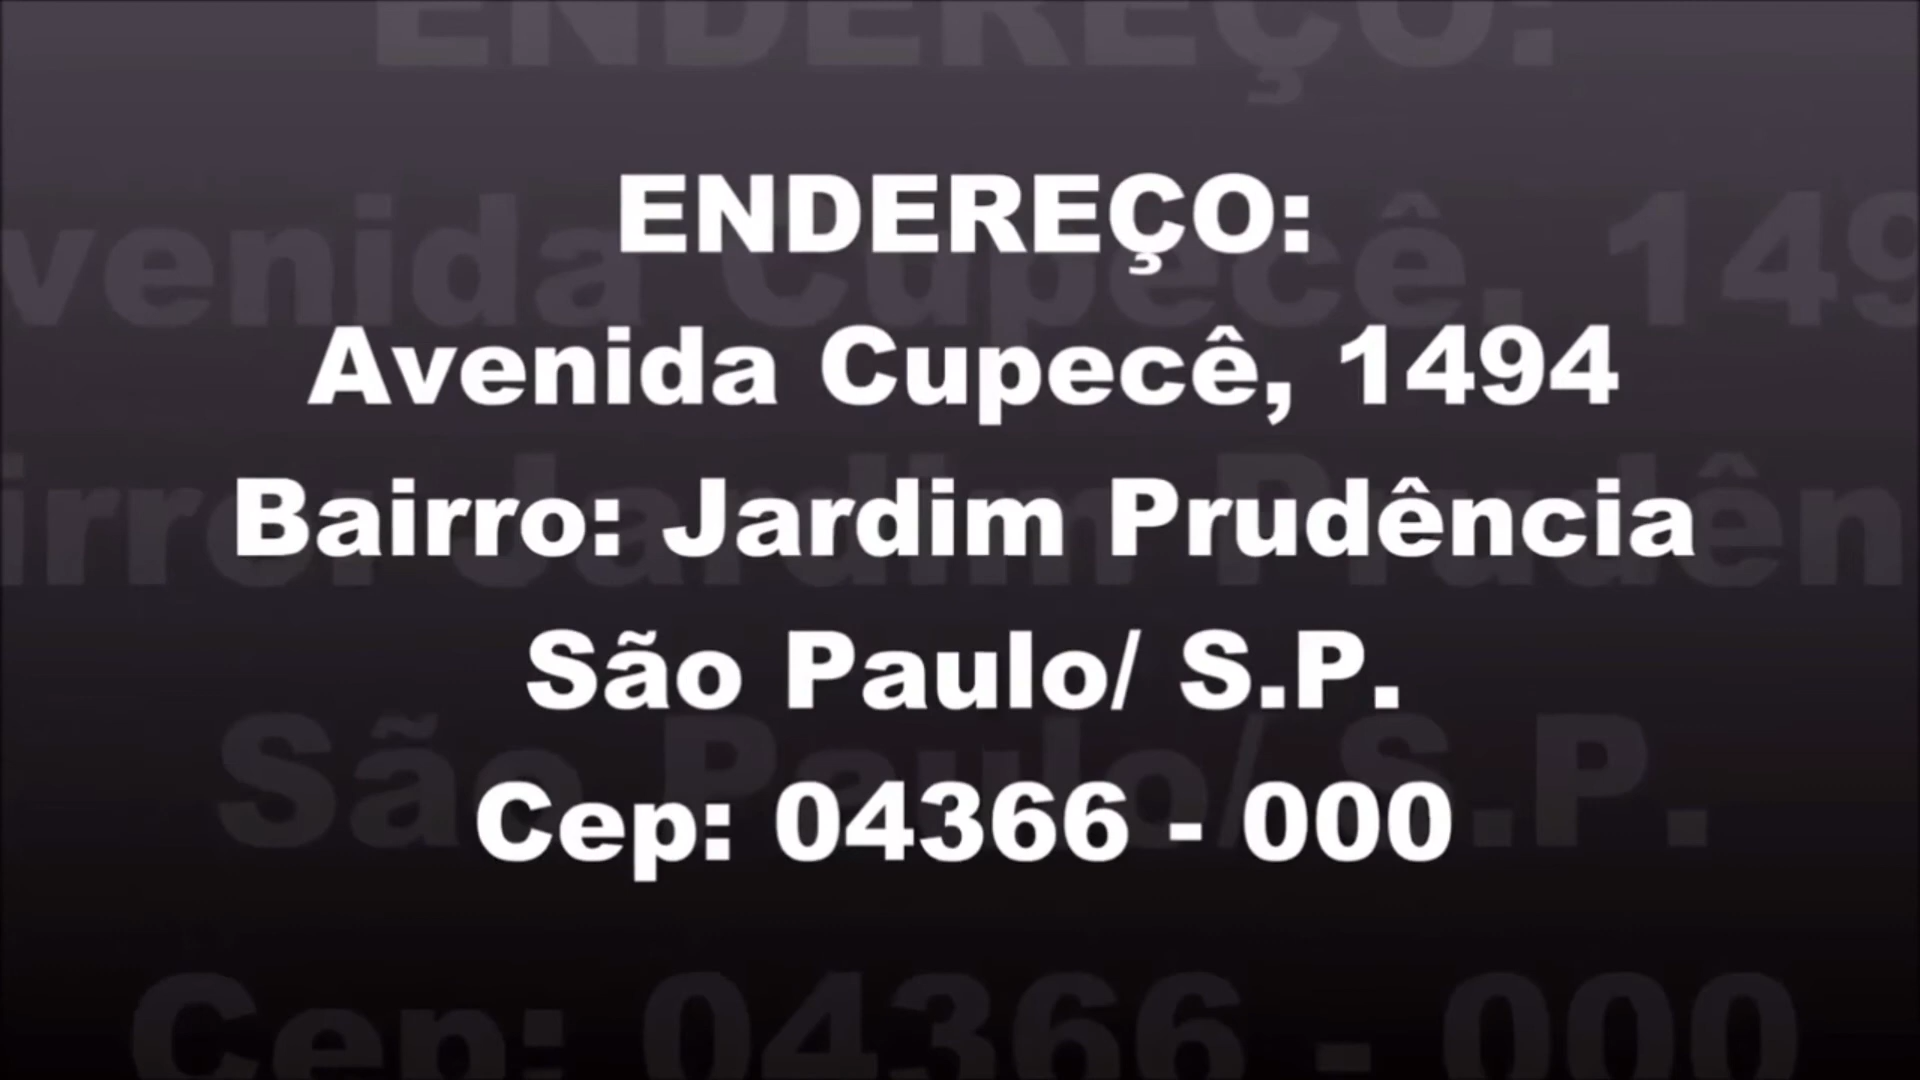 ENDEREÇO:
Avenida Cupecê, 1494
Bairro: Jardim Prudência
São Paulo/ S.P.
Cep: 04366 - 000